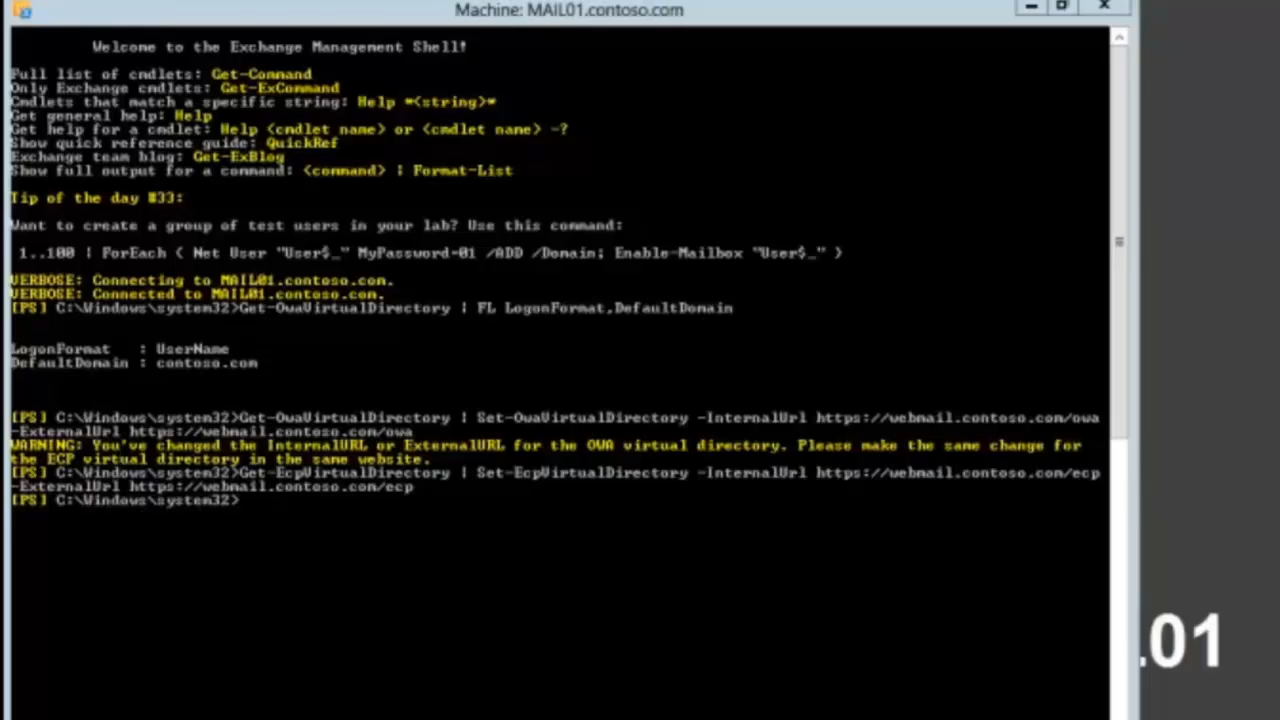 Machine: MAIL01.contoso.com
Welcome to the Exchange Management Shell!
Full list of cmdlets: Get-Command
Only Exchange cmdlets: Get-ExCommand
Cmdlets that match a specific string: Help *<string>*
Get general help: Help
Get help for a cmdlet: Help <cmdlet name> or <cmdlet name> -?
Show quick reference guide: QuickRef
Exchange team blog: Get-ExBlog
Show full output for a command: <command> | Format-List
Tip of the day #33:
Want to create a group of test users in your lab? Use this command:
1..100 | ForEach { Net User "User$_" MyPassword=01 /ADD /Domain; Enable-Mailbox "User$_" }
VERBOSE: Connecting to MAIL01.contoso.com.
VERBOSE: Connected to MAIL01.contoso.com.
[PS] C:\Windows\system32>Get-OwaVirtualDirectory | FL LogonFormat,DefaultDomain
LogonFormat   : UserName
DefaultDomain : contoso.com
[PS] C:\Windows\system32>Get-OwaVirtualDirectory | Set-OwaVirtualDirectory -InternalUrl https://webmail.contoso.com/owa
-ExternalUrl https://webmail.contoso.com/owa
WARNING: You've changed the InternalURL or ExternalURL for the OWA virtual directory. Please make the same change for
the ECP virtual directory in the same website.
[PS] C:\Windows\system32>Get-EcpVirtualDirectory | Set-EcpVirtualDirectory -InternalUrl https://webmail.contoso.com/ecp
-ExternalUrl https://webmail.contoso.com/ecp
[PS] C:\Windows\system32>
.01